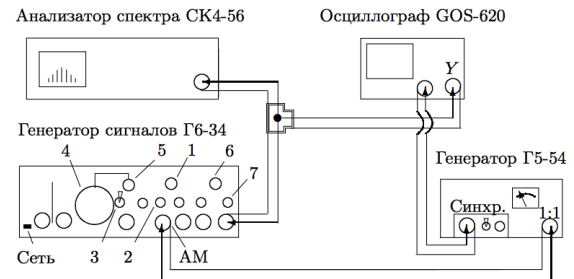 Анализатор спектра СК4-56
Осциллограф GOS-620
Y
Генератор сигналов Г6-34
4 5 1 6 7
Генератор Г5-54
Синхр. 1:1
Сеть 3 2 АМ